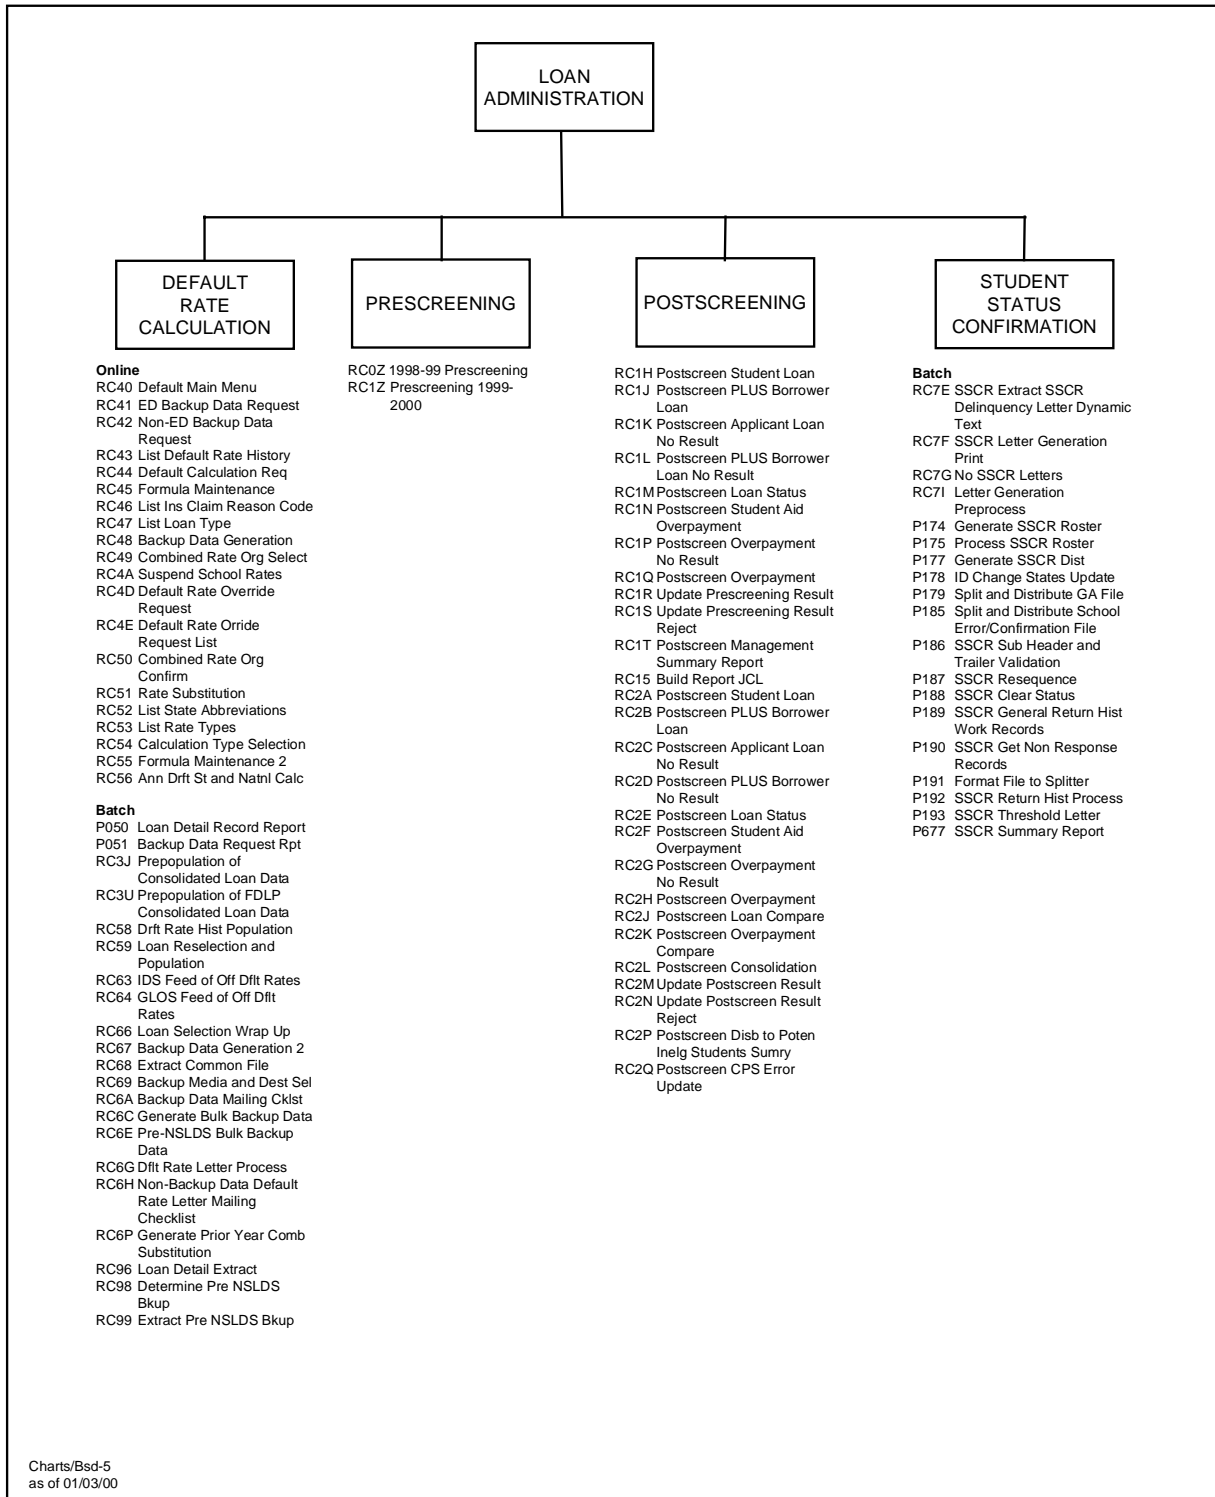 LOAN
ADMINISTRATION
DEFAULT
RATE
CALCULATION
PRESCREENING
POSTSCREENING
STUDENT
STATUS
CONFIRMATION
Online
RC40 Default Main Menu
RC41 ED Backup Data Request
RC42 Non-ED Backup Data
Request
RC43 List Default Rate History
RC44 Default Calculation Req
RC45 Formula Maintenance
RC46 List Ins Claim Reason Code
RC47 List Loan Type
RC48 Backup Data Generation
RC49 Combined Rate Org Select
RC4A Suspend School Rates
RC4D Default Rate Override
Request
RC4E Default Rate Orride
Request List
RC50 Combined Rate Org
Confirm
RC51 Rate Substitution
RC52 List State Abbreviations
RC53 List Rate Types
RC54 Calculation Type Selection
RC55 Formula Maintenance 2
RC56 Ann Drft St and Natnl Calc
Batch
P050 Loan Detail Record Report
P051 Backup Data Request Rpt
RC3J Prepopulation of
Consolidated Loan Data
RC3U Prepopulation of FDLP
Consolidated Loan Data
RC58 Drft Rate Hist Population
RC59 Loan Reselection and
Population
RC63 IDS Feed of Off Dflt Rates
RC64 GLOS Feed of Off Dflt
Rates
RC66 Loan Selection Wrap Up
RC67 Backup Data Generation 2
RC68 Extract Common File
RC69 Backup Media and Dest Sel
RC6A Backup Data Mailing Cklst
RC6C Generate Bulk Backup Data
RC6E Pre-NSLDS Bulk Backup
Data
RC6G Dflt Rate Letter Process
RC6H Non-Backup Data Default
Rate Letter Mailing
Checklist
RC6P Generate Prior Year Comb
Substitution
RC96 Loan Detail Extract
RC98 Determine Pre NSLDS
Bkup
RC99 Extract Pre NSLDS Bkup
RC0Z 1998-99 Prescreening
RC1Z Prescreening 1999-
2000
RC1H Postscreen Student Loan
RC1J Postscreen PLUS Borrower
Loan
RC1K Postscreen Applicant Loan
No Result
RC1L Postscreen PLUS Borrower
Loan No Result
RC1M Postscreen Loan Status
RC1N Postscreen Student Aid
Overpayment
RC1P Postscreen Overpayment
No Result
RC1Q Postscreen Overpayment
RC1R Update Prescreening Result
RC1S Update Prescreening Result
Reject
RC1T Postscreen Management
Summary Report
RC15 Build Report JCL
RC2A Postscreen Student Loan
RC2B Postscreen PLUS Borrower
Loan
RC2C Postscreen Applicant Loan
No Result
RC2D Postscreen PLUS Borrower
No Result
RC2E Postscreen Loan Status
RC2F Postscreen Student Aid
Overpayment
RC2G Postscreen Overpayment
No Result
RC2H Postscreen Overpayment
RC2J Postscreen Loan Compare
RC2K Postscreen Overpayment
Compare
RC2L Postscreen Consolidation
RC2M Update Postscreen Result
RC2N Update Postscreen Result
Reject
RC2P Postscreen Disb to Poten
Inelg Students Sumry
RC2Q Postscreen CPS Error
Update
Batch
RC7E SSCR Extract SSCR
Delinquency Letter Dynamic
Text
RC7F SSCR Letter Generation
Print
RC7G No SSCR Letters
RC7I Letter Generation
Preprocess
P174 Generate SSCR Roster
P175 Process SSCR Roster
P177 Generate SSCR Dist
P178 ID Change States Update
P179 Split and Distribute GA File
P185 Split and Distribute School
Error/Confirmation File
P186 SSCR Sub Header and
Trailer Validation
P187 SSCR Resequence
P188 SSCR Clear Status
P189 SSCR General Return Hist
Work Records
P190 SSCR Get Non Response
Records
P191 Format File to Splitter
P192 SSCR Return Hist Process
P193 SSCR Threshold Letter
P677 SSCR Summary Report
Charts/Bsd-5
as of 01/03/00